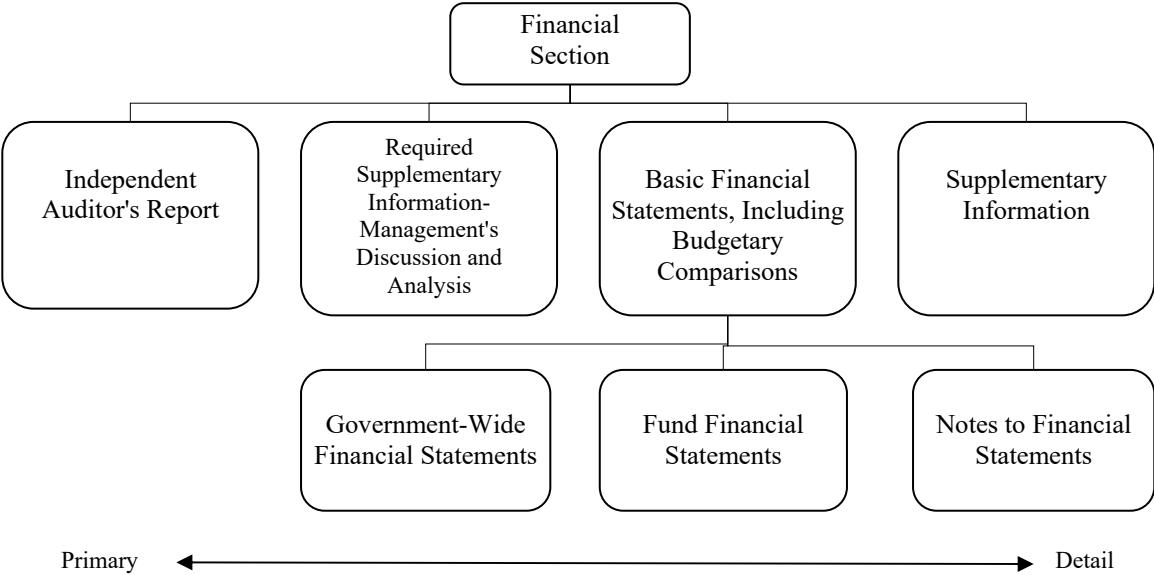 Financial
Section
Independent
Auditor's Report
Required
Supplementary
Information-
Management's
Discussion and
Analysis
Basic Financial
Statements, Including
Budgetary
Comparisons
Supplementary
Information
Government-Wide
Financial Statements
Fund Financial
Statements
Notes to Financial
Statements
Primary
Detail